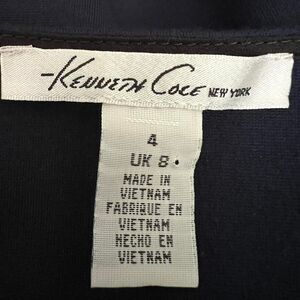 Kenneth Cole NEW YORK
4
UK 8
MADE IN
VIETNAM
FABRIQUE EN
VIETNAM
HECHO EN
VIETNAM